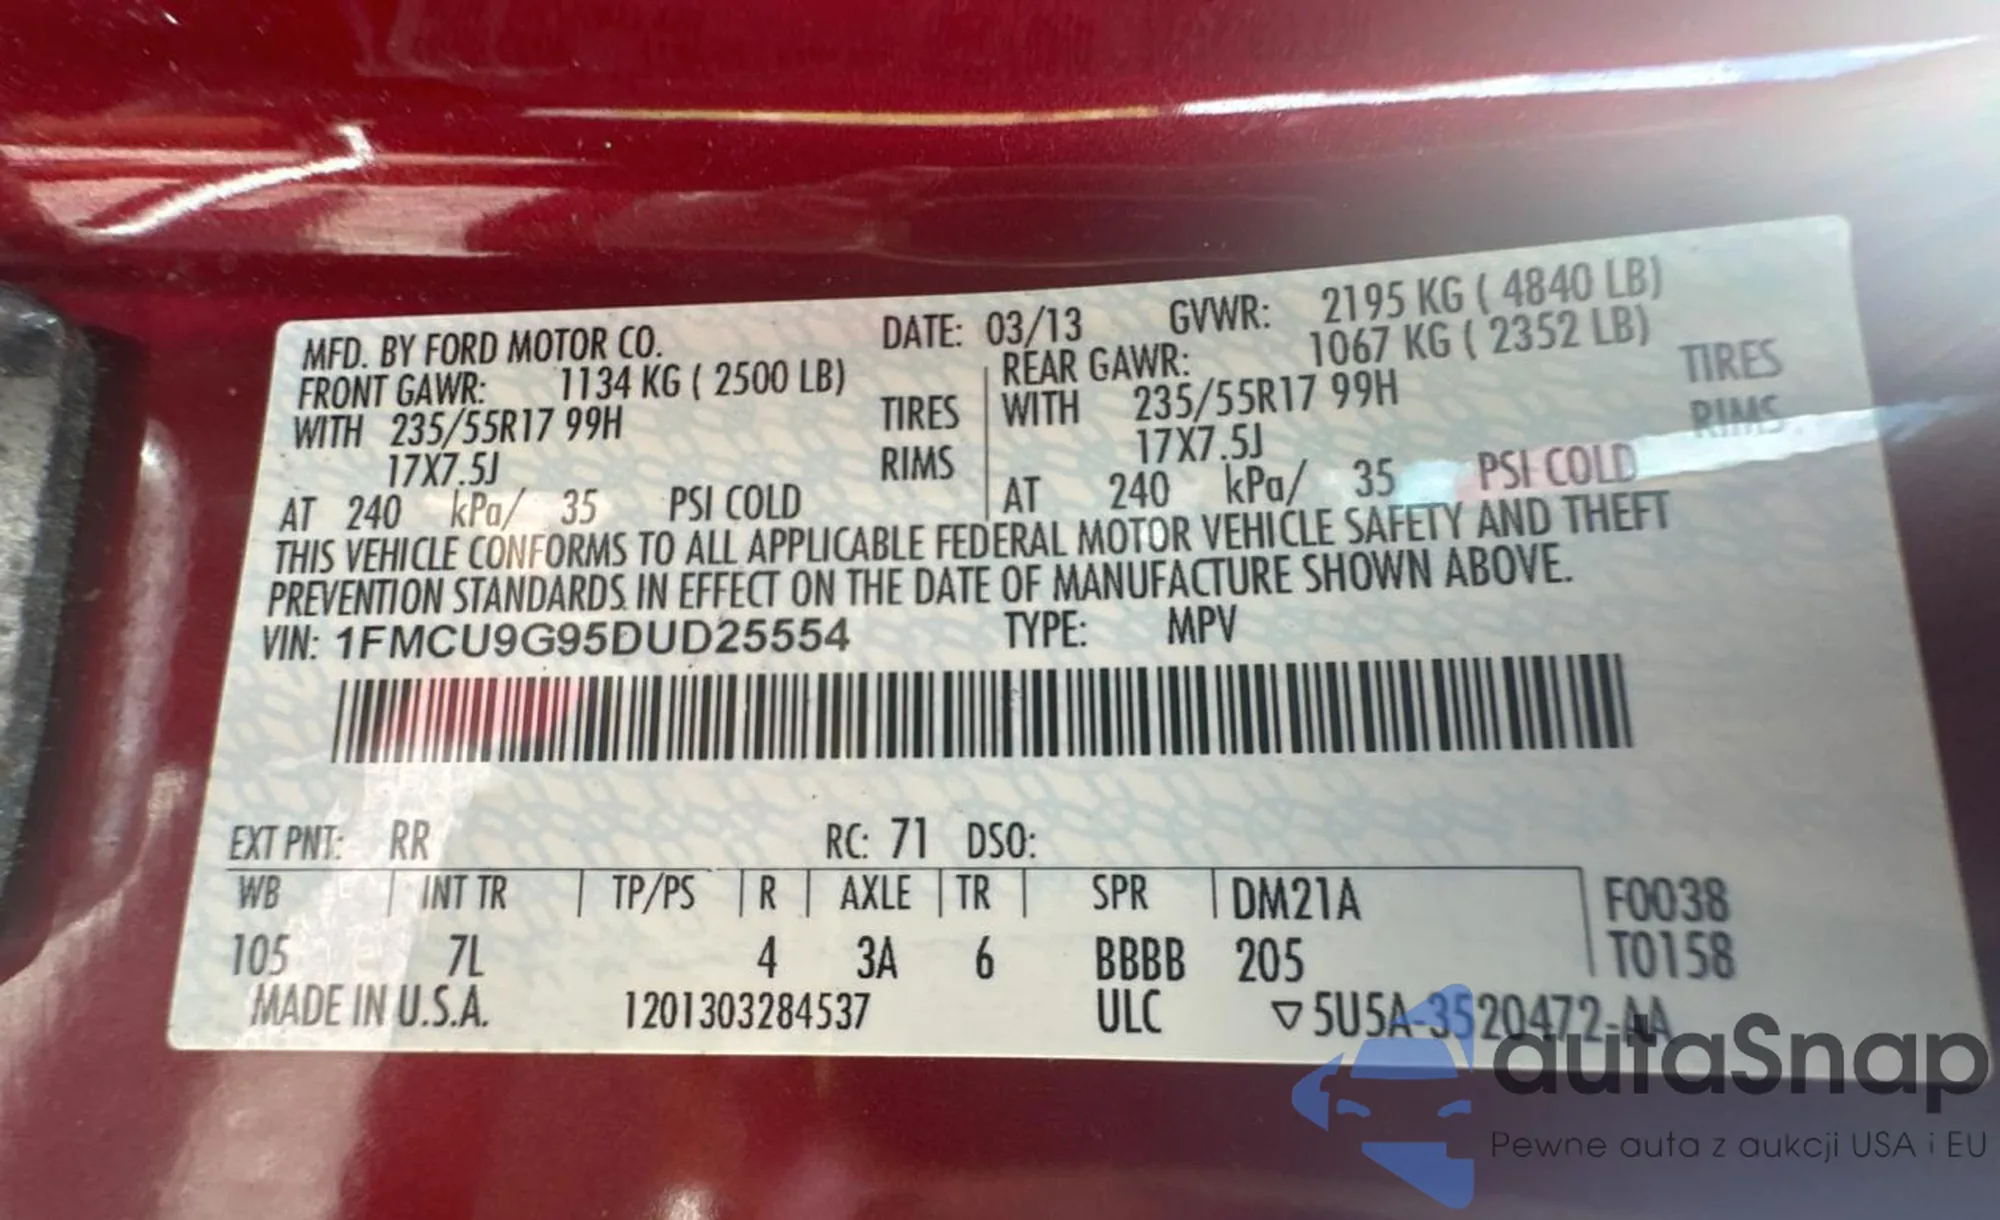 MFD. BY FORD MOTOR CO. DATE: 03/13 GVWR: 2195 KG ( 4840 LB)
FRONT GAWR: 1134 KG ( 2500 LB) REAR GAWR: 1067 KG ( 2352 LB)
WITH 235/55R17 99H TIRES WITH 235/55R17 99H TIRES
17X7.5J RIMS 17X7.5J RIMS
AT 240 kPa/ 35 PSI COLD AT 240 kPa/ 35 PSI COLD
THIS VEHICLE CONFORMS TO ALL APPLICABLE FEDERAL MOTOR VEHICLE SAFETY AND THEFT
PREVENTION STANDARDS IN EFFECT ON THE DATE OF MANUFACTURE SHOWN ABOVE.
VIN: 1FMCU9G95DUD25554 TYPE: MPV
EXT PNT: RR RC: 71 DSO:
WB INT TR TP/PS R AXLE TR SPR DM21A F0038
105 7L 4 3A 6 BBBB 205 T0158
MADE IN U.S.A. 1201303284537 ULC ▽5U5A-3520472-AA
autaSnap
Pewne auta z aukcji USA i EU